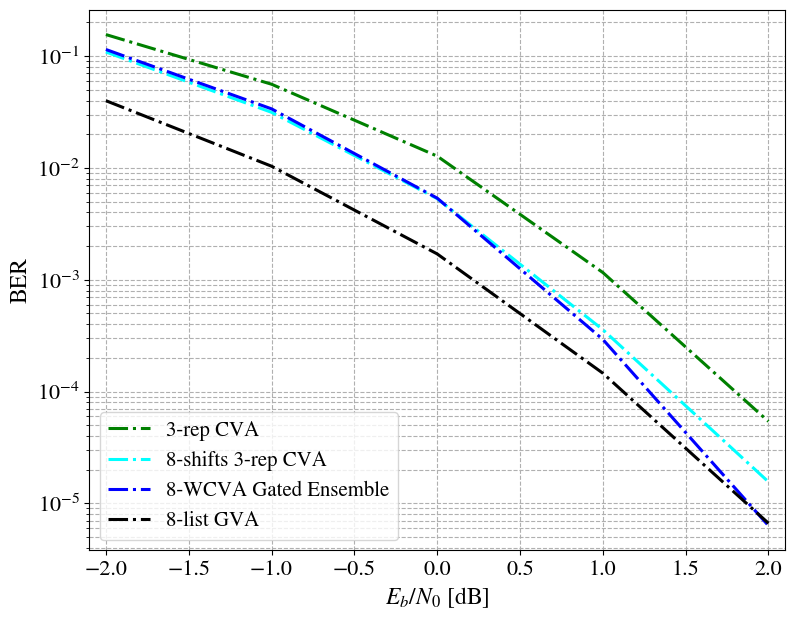 BER
10⁻¹
10⁻²
10⁻³
10⁻⁴
10⁻⁵
3-rep CVA
8-shifts 3-rep CVA
8-WCVA Gated Ensemble
8-list GVA
−2.0 −1.5 −1.0 −0.5 0.0 0.5 1.0 1.5 2.0
E_b/N_0 [dB]